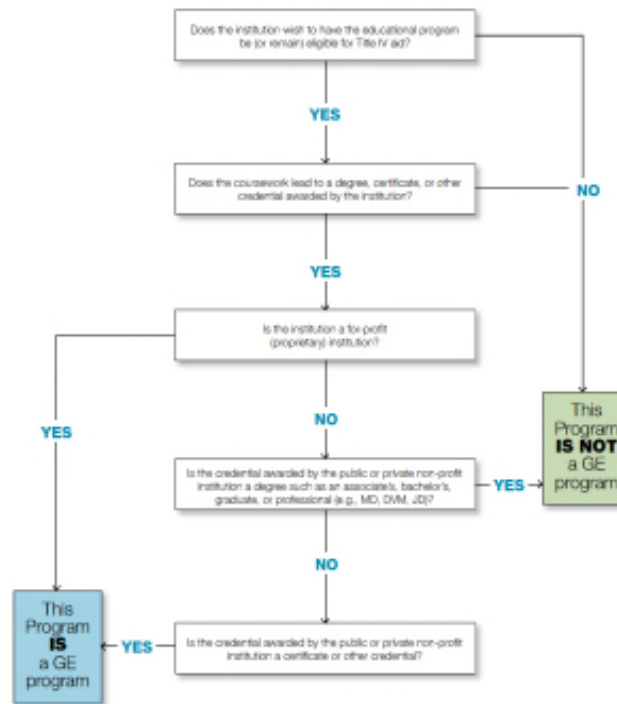 Does the institution wish to have the educational program
be (or remain) eligible for Title IV aid?
YES
Does the coursework lead to a degree, certificate, or other
credential awarded by the institution?
NO
YES
Is the institution a for-profit
(proprietary) institution?
YES
NO
This
Program
IS NOT
a GE
program
Is the credential awarded by the public or private non-profit
institution a degree such as an associate's, bachelor's,
graduate, or professional (e.g., MD, DVM, JD)?
YES
NO
This
Program
IS
a GE
program
YES
Is the credential awarded by the public or private non-profit
institution a certificate or other credential?